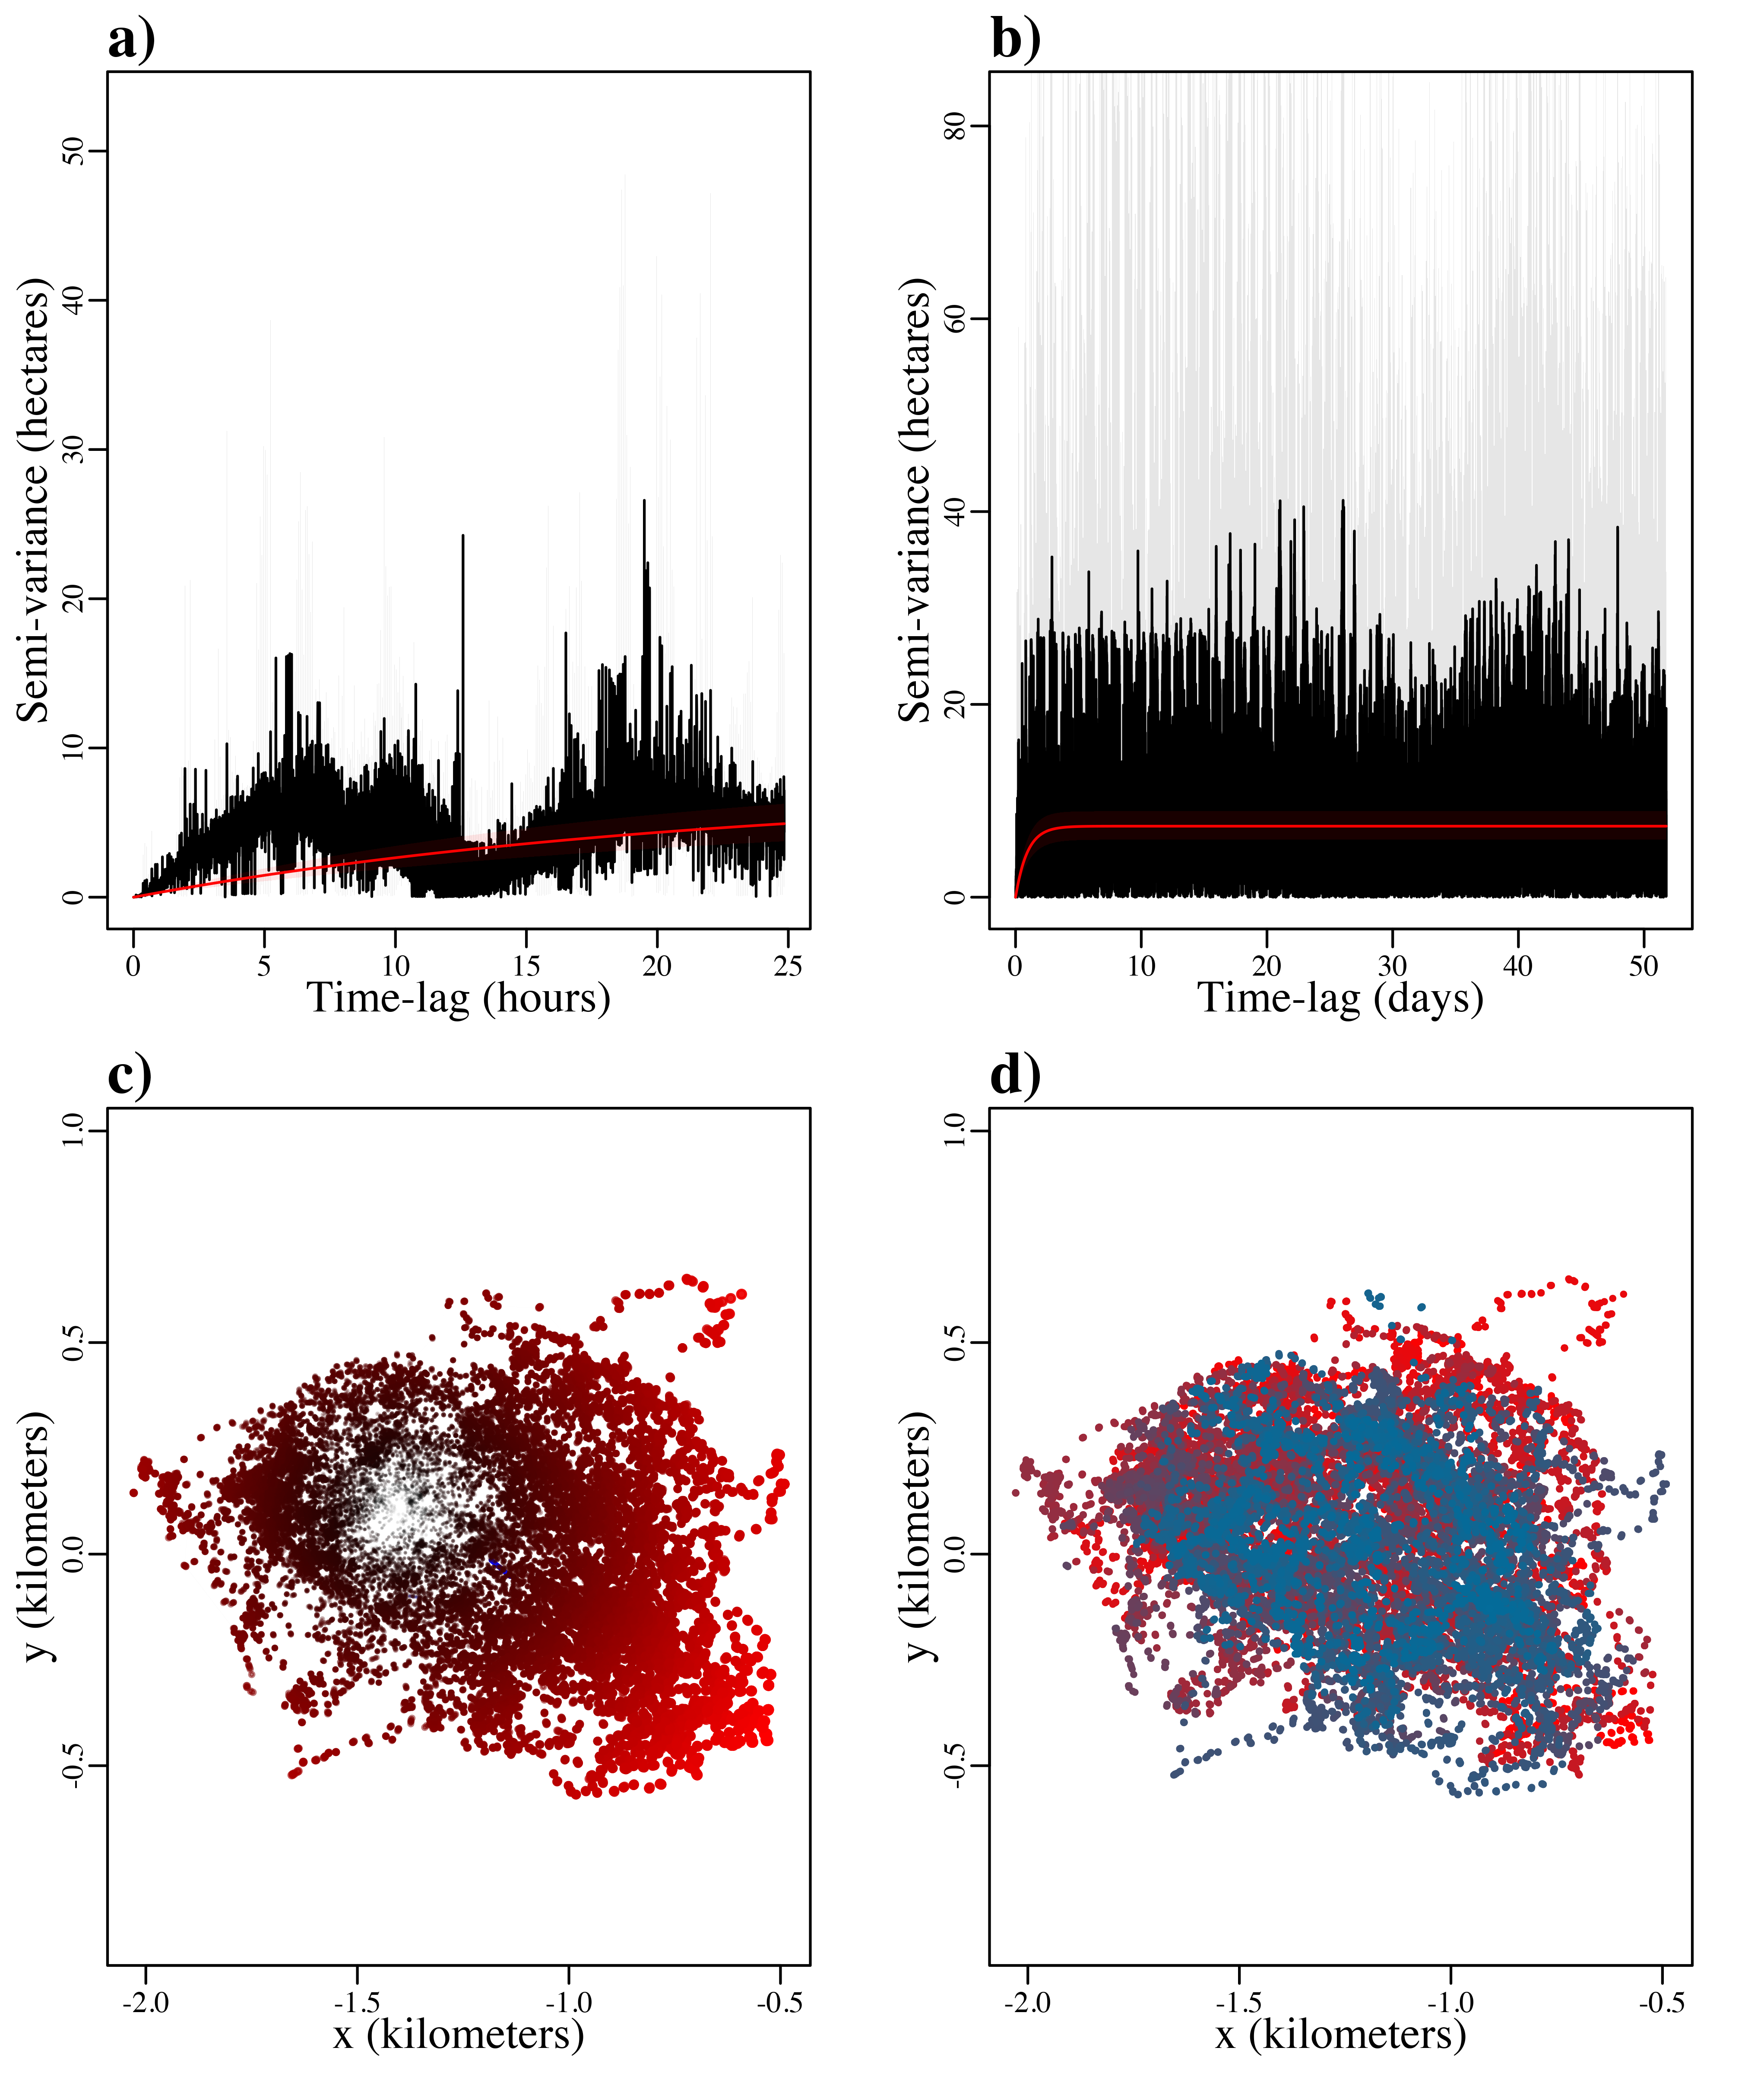 a)
Semi-variance (hectares)
0 10 20 30 40 50
0 5 10 15 20 25
Time-lag (hours)
b)
Semi-variance (hectares)
0 20 40 60 80
0 10 20 30 40 50
Time-lag (days)
c)
y (kilometers)
-0.5 0.0 0.5 1.0
-2.0 -1.5 -1.0 -0.5
x (kilometers)
d)
y (kilometers)
-0.5 0.0 0.5 1.0
-2.0 -1.5 -1.0 -0.5
x (kilometers)